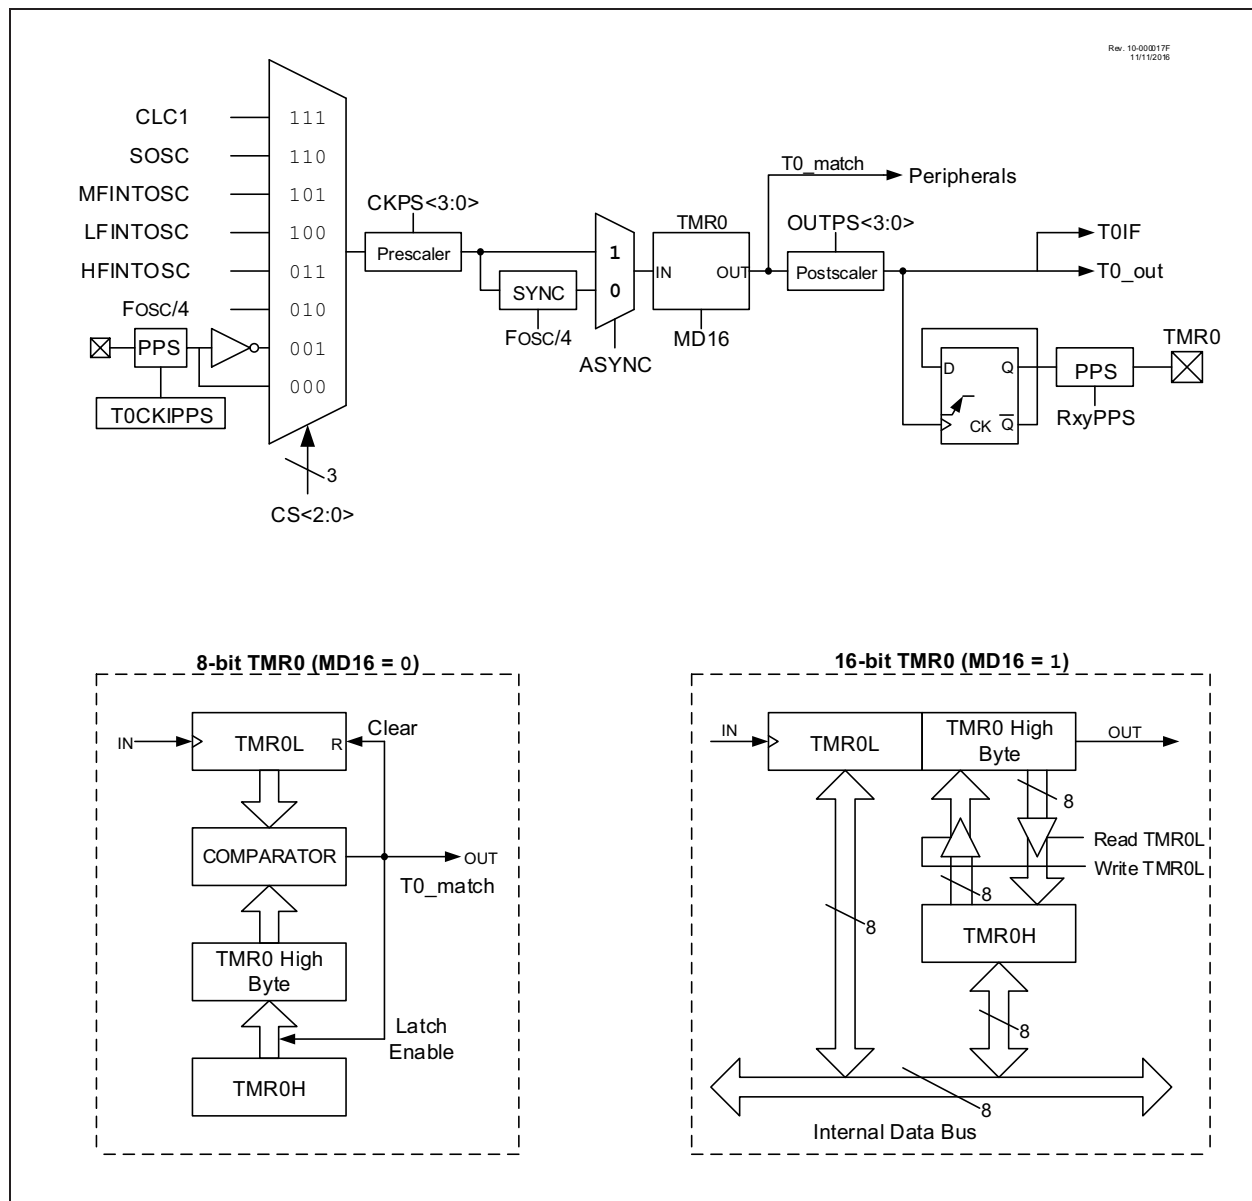 Rev. 10-000017F
11/11/2016
CLC1
111
SOSC
110
MFINTOSC
101
LFINTOSC
100
HFINTOSC
011
FOSC/4
010
PPS
001
000
T0CKIPPS
3
CS<2:0>
CKPS<3:0>
Prescaler
SYNC
FOSC/4
1
0
ASYNC
TMR0
IN
OUT
MD16
T0_match
Peripherals
OUTPS<3:0>
Postscaler
T0IF
T0_out
D
Q
CK
Q
PPS
RxyPPS
TMR0
8-bit TMR0 (MD16 = 0)
IN
TMR0L
R
Clear
COMPARATOR
OUT
T0_match
TMR0 High
Byte
Latch
Enable
TMR0H
16-bit TMR0 (MD16 = 1)
IN
TMR0L
TMR0 High
Byte
OUT
8
Read TMR0L
Write TMR0L
8
8
TMR0H
8
8
Internal Data Bus